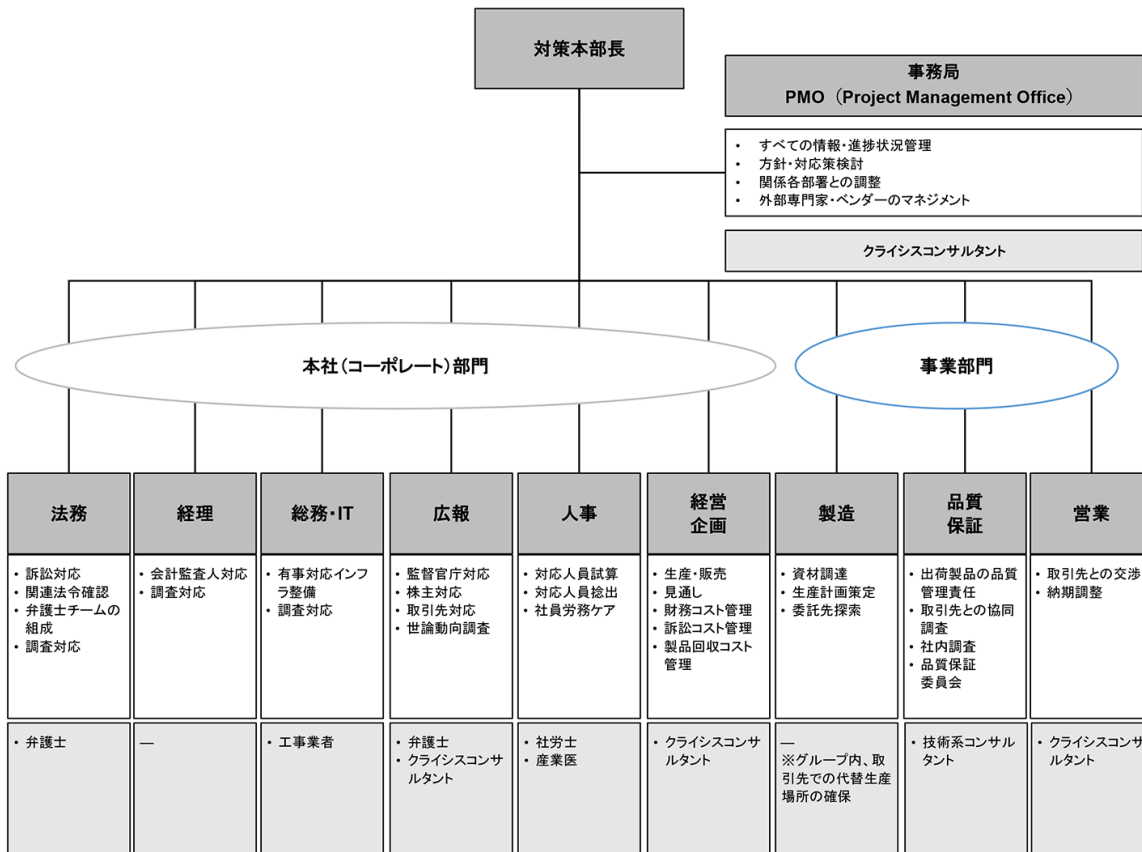 対策本部長
事務局
PMO（Project Management Office）
・ すべての情報・進捗状況管理
・ 方針・対応策検討
・ 関係各部署との調整
・ 外部専門家・ベンダーのマネジメント
クライシスコンサルタント
本社（コーポレート）部門
事業部門
法務
・ 訴訟対応
・ 関連法令確認
・ 弁護士チームの
組成
・ 調査対応
・ 弁護士
経理
・ 会計監査人対応
・ 調査対応
―
総務・IT
・ 有事対応インフ
ラ整備
・ 調査対応
・ 工事業者
広報
・ 監督官庁対応
・ 株主対応
・ 取引先対応
・ 世論動向調査
・ 弁護士
・ クライシスコンサ
ルタント
人事
・ 対応人員試算
・ 対応人員捻出
・ 社員労務ケア
・ 社労士
・ 産業医
経営
企画
・ 生産・販売
・ 見通し
・ 財務コスト管理
・ 訴訟コスト管理
・ 製品回収コスト
管理
・ クライシスコンサ
ルタント
製造
・ 資材調達
・ 生産計画策定
・ 委託先探索
―
※グループ内、取
引先での代替生産
場所の確保
品質
保証
・ 出荷製品の品質
管理責任
・ 取引先との協同
調査
・ 社内調査
・ 品質保証
委員会
・ 技術系コンサル
タント
営業
・ 取引先との交渉
・ 納期調整
・ クライシスコンサ
ルタント